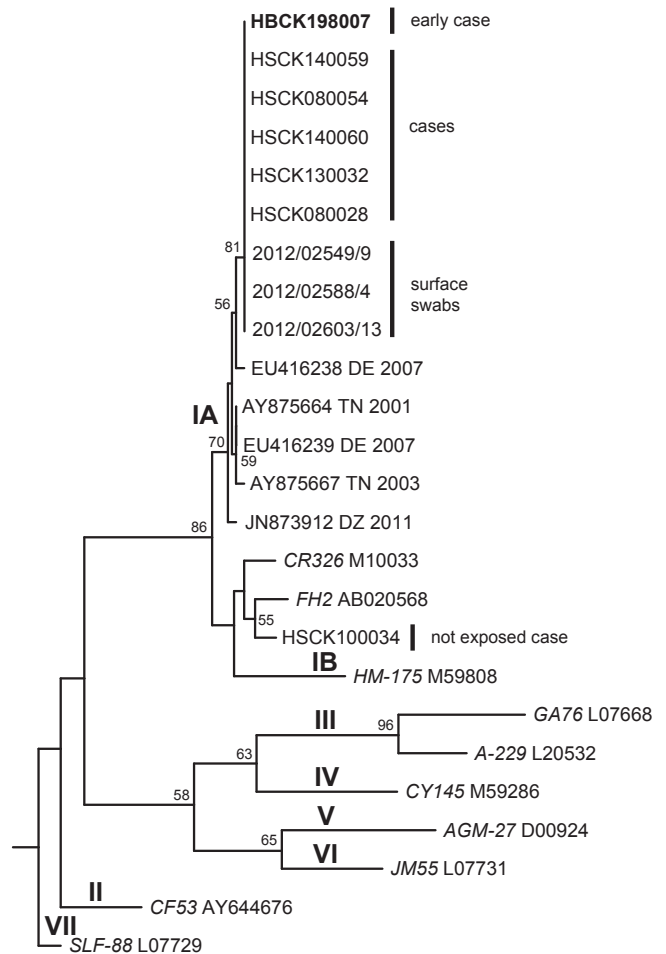 HBCK198007 early case
HSCK140059
HSCK080054
HSCK140060
cases
HSCK130032
HSCK080028
81
2012/02549/9
56
2012/02588/4
surface
swabs
2012/02603/13
EU416238 DE 2007
IA
AY875664 TN 2001
70
EU416239 DE 2007
59
AY875667 TN 2003
86
JN873912 DZ 2011
CR326 M10033
FH2 AB020568
55
HSCK100034 not exposed case
IB
HM-175 M59808
GA76 L07668
III
96
A-229 L20532
63
IV
CY145 M59286
58
V
AGM-27 D00924
65
VI
JM55 L07731
II
CF53 AY644676
VII
SLF-88 L07729